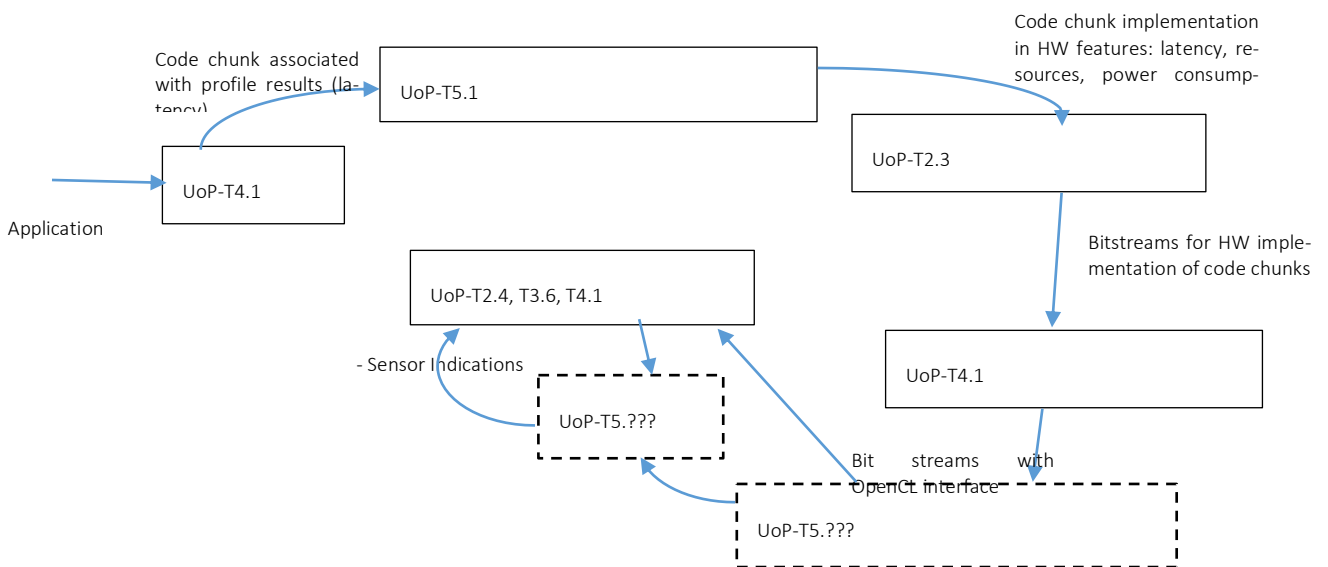 Code chunk implementation
in HW features: latency, re-
sources, power consump-
Code chunk associated
with profile results (la-
tency)
UoP-T5.1
UoP-T2.3
UoP-T4.1
Application
Bitstreams for HW imple-
mentation of code chunks
UoP-T2.4, T3.6, T4.1
- Sensor Indications
UoP-T4.1
UoP-T5.???
Bit streams with
OpenCL interface
UoP-T5.???